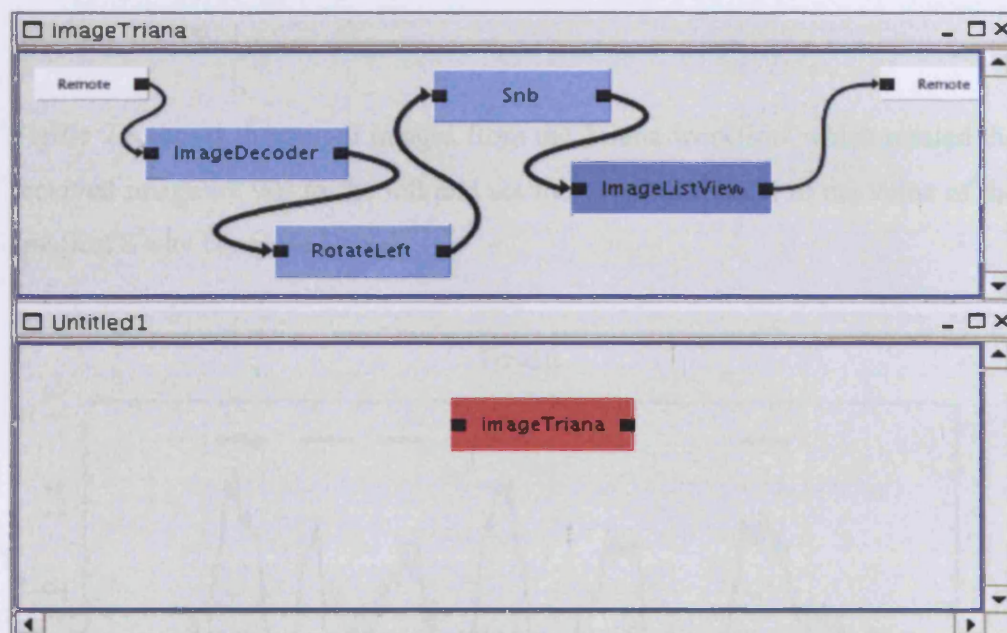 imageTriana
Remote
Snb
Remote
ImageDecoder
ImageListView
RotateLeft
Untitled1
imageTriana